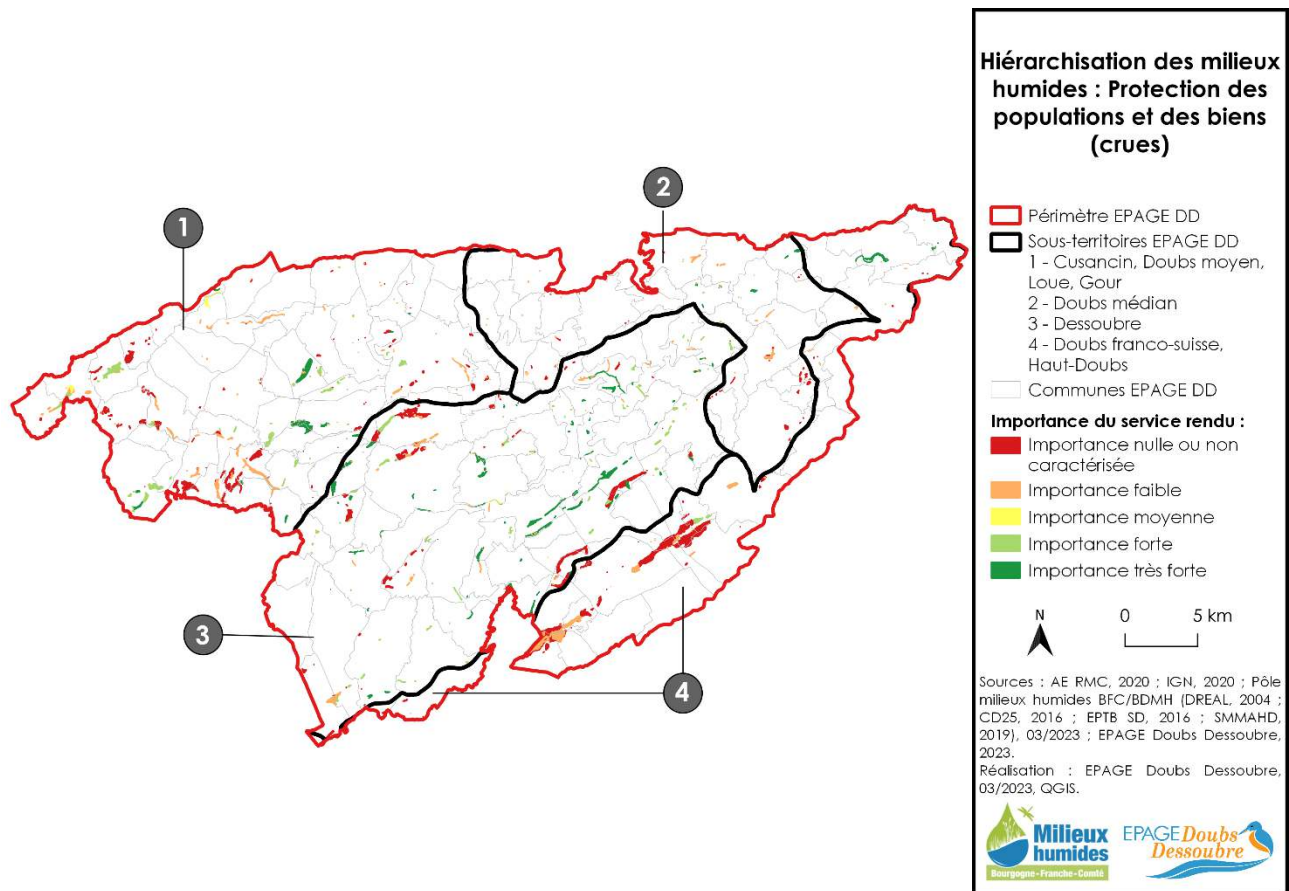 1
2
3
4
Hiérarchisation des milieux
humides : Protection des
populations et des biens
(crues)
Périmètre EPAGE DD
Sous-territoires EPAGE DD
1 - Cusancin, Doubs moyen,
Loue, Gour
2 - Doubs médian
3 - Dessoubre
4 - Doubs franco-suisse,
Haut-Doubs
Communes EPAGE DD
Importance du service rendu :
Importance nulle ou non
caractérisée
Importance faible
Importance moyenne
Importance forte
Importance très forte
N
0 5 km
Sources : AE RMC, 2020 ; IGN, 2020 ; Pôle
milieux humides BFC/BDMH (DREAL, 2004 ;
CD25, 2016 ; EPTB SD, 2016 ; SMMAHD,
2019), 03/2023 ; EPAGE Doubs Dessoubre,
2023.
Réalisation : EPAGE Doubs Dessoubre,
03/2023, QGIS.
Milieux
humides
Bourgogne-Franche-Comté
EPAGE Doubs
Dessoubre